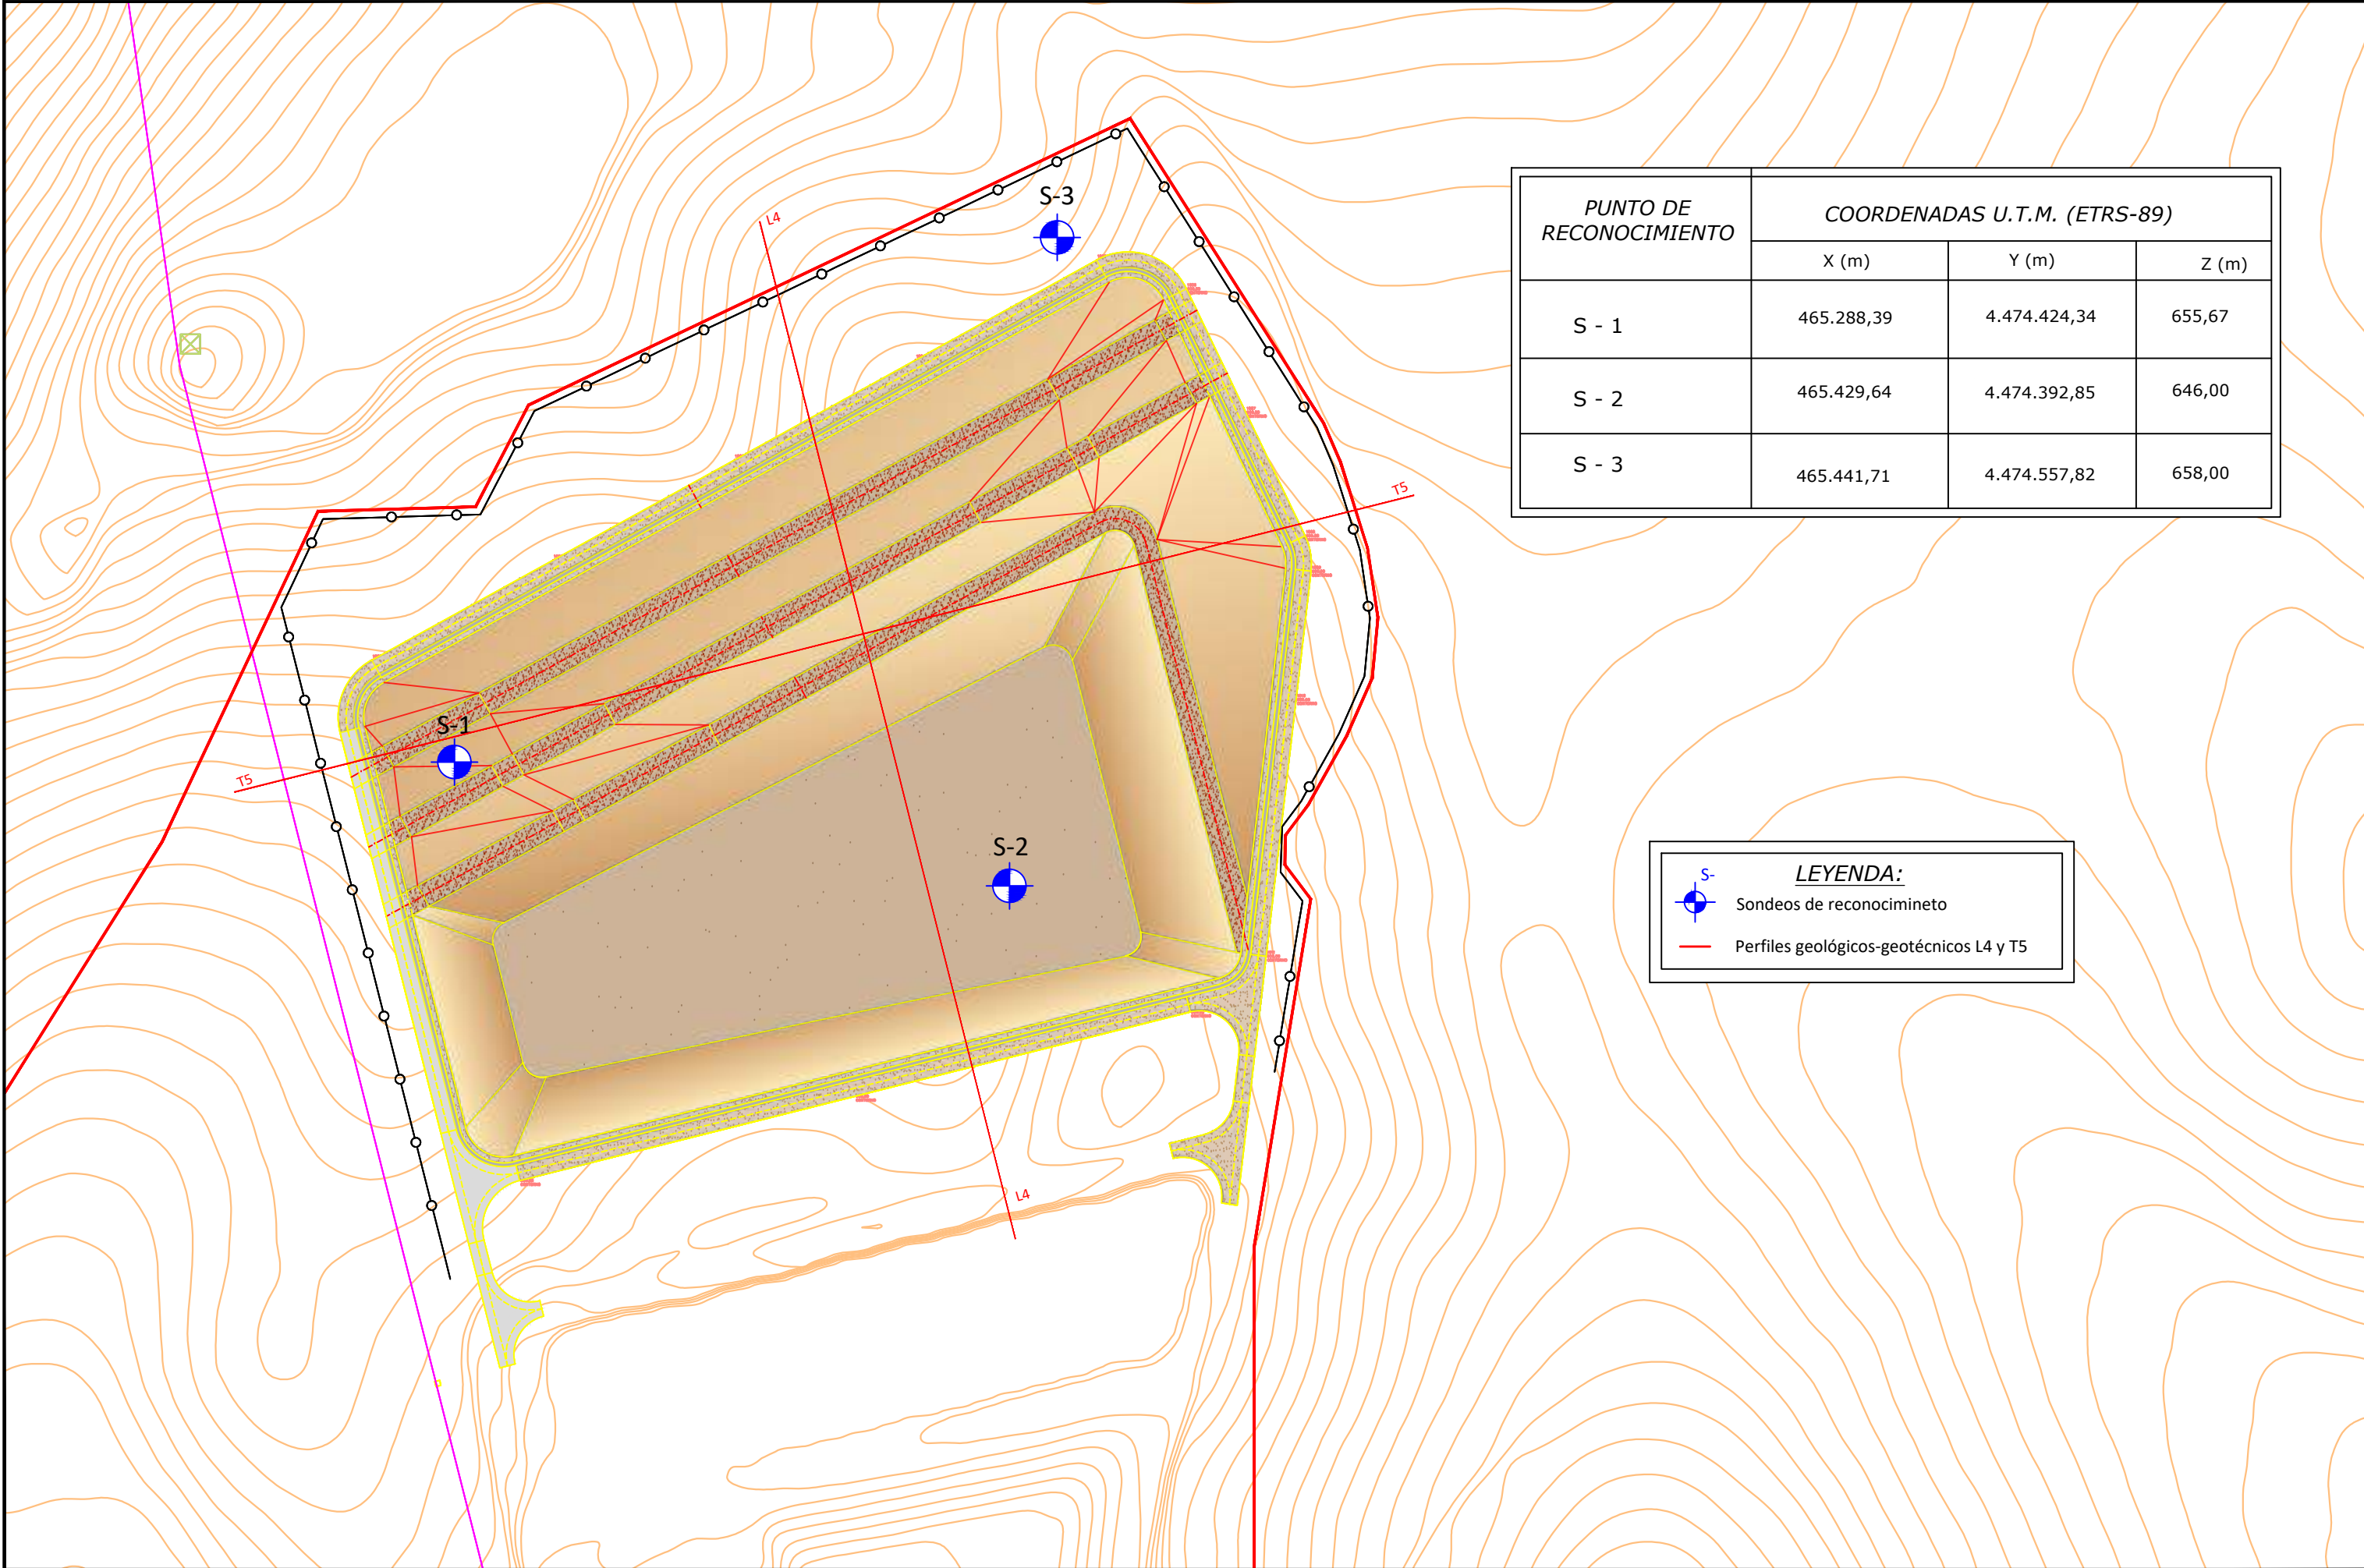 S-3
L4
T5
S-1
T5
S-2
L4
PUNTO DE
RECONOCIMIENTO
COORDENADAS U.T.M. (ETRS-89)
X (m) Y (m) Z (m)
S - 1 465.288,39 4.474.424,34 655,67
S - 2 465.429,64 4.474.392,85 646,00
S - 3 465.441,71 4.474.557,82 658,00
LEYENDA:
S-
Sondeos de reconocimineto
Perfiles geológicos-geotécnicos L4 y T5